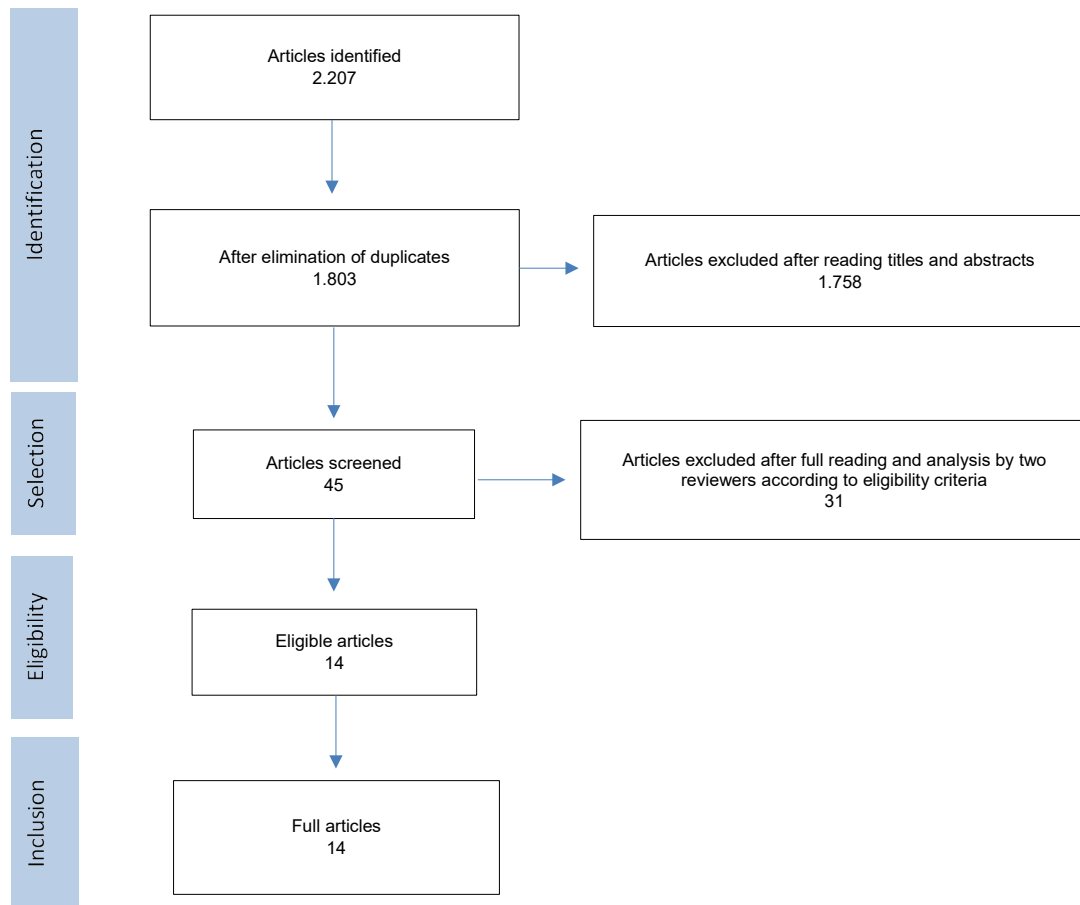 Identification
Articles identified
2.207
After elimination of duplicates
1.803
Articles excluded after reading titles and abstracts
1.758
Selection
Articles screened
45
Articles excluded after full reading and analysis by two
reviewers according to eligibility criteria
31
Eligibility
Eligible articles
14
Inclusion
Full articles
14